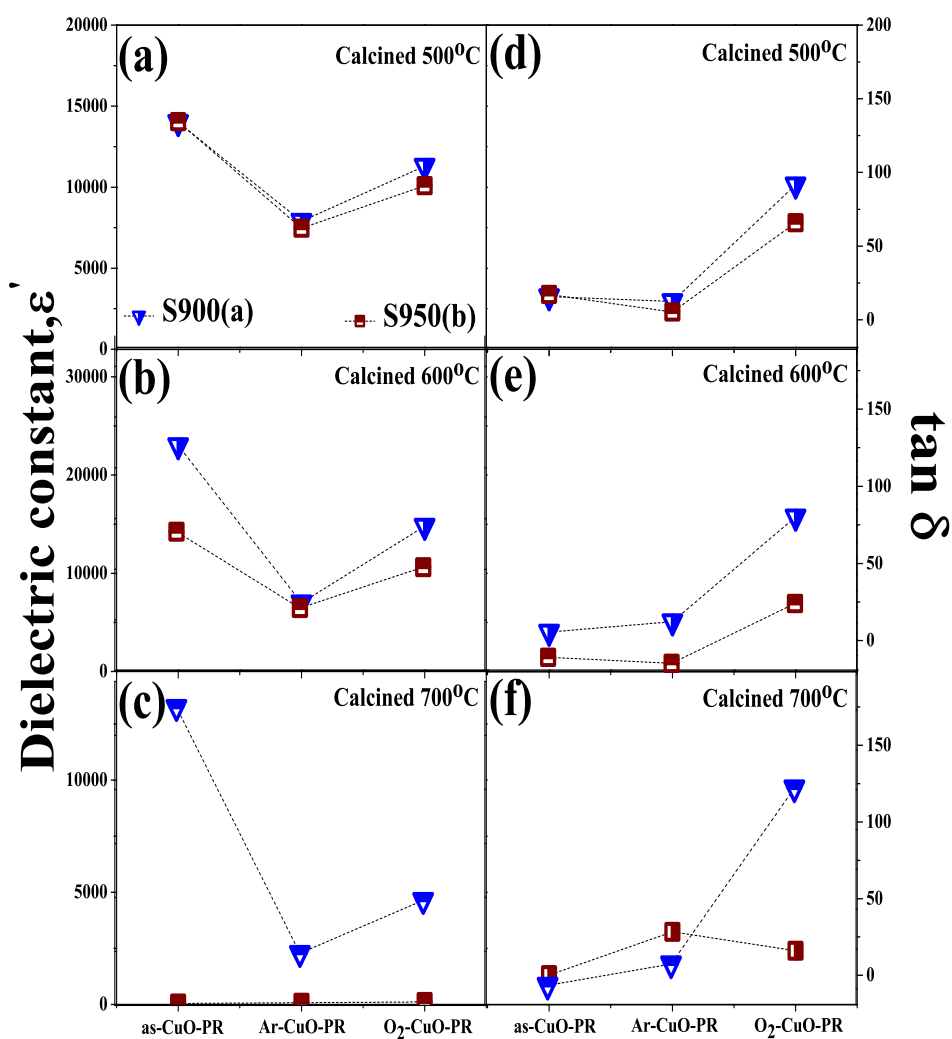 Dielectric constant,ε'
tan δ
20000
15000
10000
5000
0
(a)
Calcined 500⁰C
S900(a)
S950(b)
(d)
Calcined 500⁰C
200
150
100
50
0
30000
20000
10000
0
(b)
Calcined 600⁰C
(e)
Calcined 600⁰C
150
100
50
0
10000
5000
0
(c)
Calcined 700⁰C
(f)
Calcined 700⁰C
150
100
50
0
as-CuO-PR Ar-CuO-PR O₂-CuO-PR as-CuO-PR Ar-CuO-PR O₂-CuO-PR